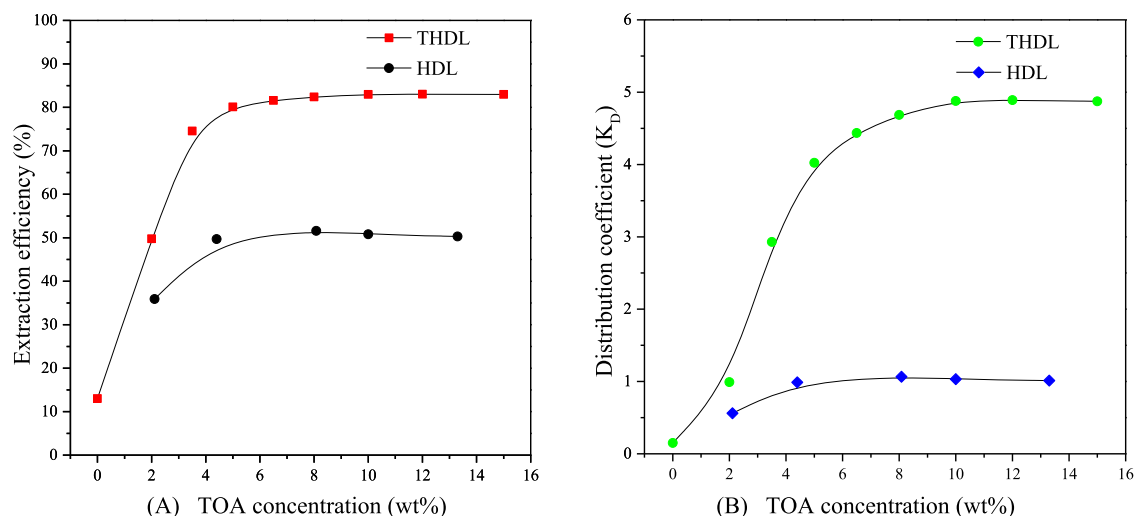 100
90
80
70
60
50
40
30
20
10
0
Extraction efficiency (%)
THDL
HDL
0 2 4 6 8 10 12 14 16
(A) TOA concentration (wt%)
6
5
4
3
2
1
0
Distribution coefficient (K_D)
THDL
HDL
0 2 4 6 8 10 12 14 16
(B) TOA concentration (wt%)